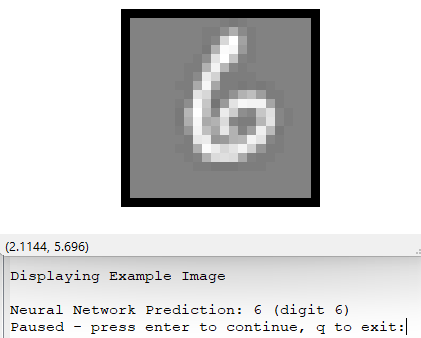 6
(2.1144, 5.696)
Displaying Example Image
Neural Network Prediction: 6 (digit 6)
Paused - press enter to continue, q to exit: